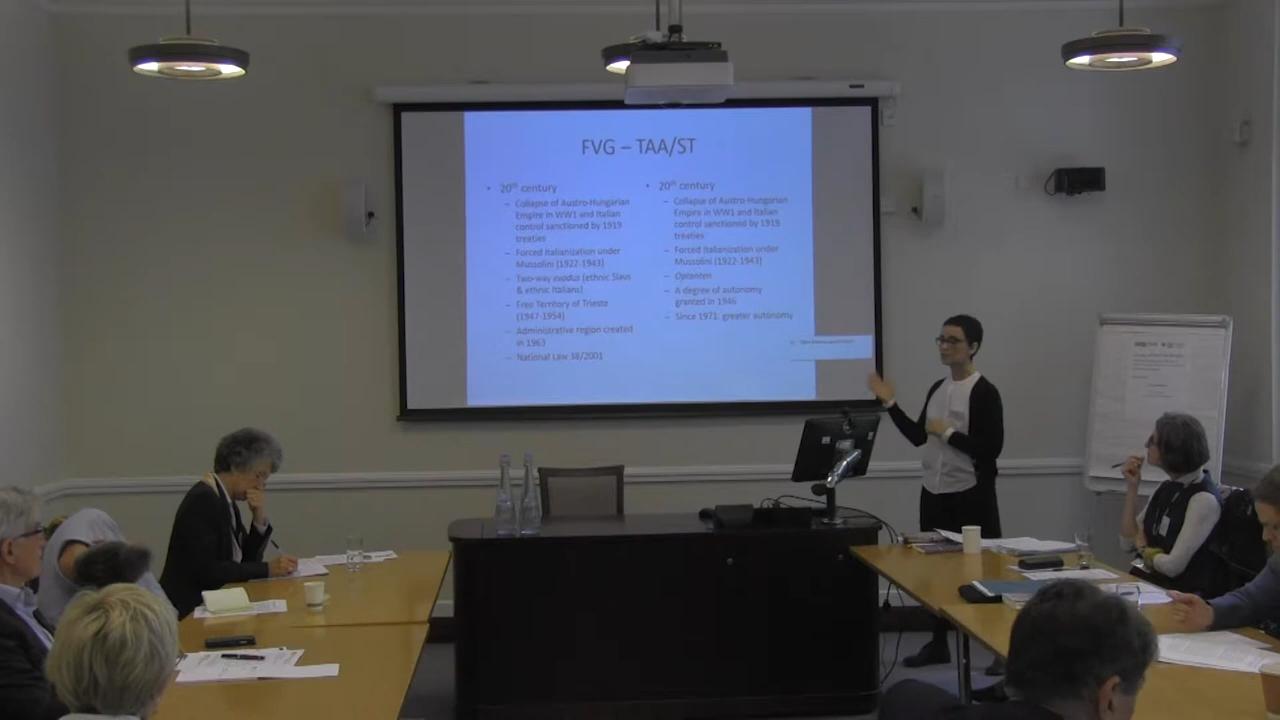 FVG – TAA/ST
• 20th century
– Collapse of Austro-Hungarian
Empire in WW1 and Italian
control sanctioned by 1919
treaties
– Forced Italianization under
Mussolini (1922-1943)
– Two-way exodus (ethnic Slavs
& ethnic Italians)
– Free Territory of Trieste
(1947-1954)
– Administrative region created
in 1963
– National Law 38/2001
• 20th century
– Collapse of Austro-Hungarian
Empire in WW1 and Italian
control sanctioned by 1919
treaties
– Forced Italianization under
Mussolini (1922-1943)
– Optanten
– A degree of autonomy
granted in 1946
– Since 1971: greater autonomy